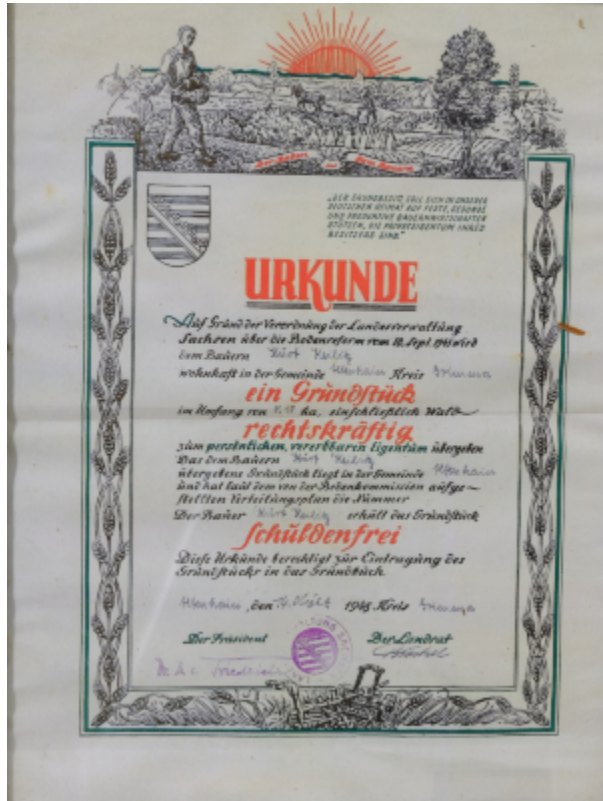 „DER GRUNDBESITZ SOLL SICH IN UNSERER
DEUTSCHEN HEIMAT AUF FESTE, GESUNDE
UND PRODUKTIVE BAUERNWIRTSCHAFTEN
STÜTZEN, DIE PRIVATEIGENTUM IHRES
BESITZERS SIND.“
URKUNDE
Auf Grund der Verordnung der Landesverwaltung
Sachsen über die Bodenreform vom 10. Sept. 1945 wird
dem Bauern Kurt
wohnhaft in der Gemeinde Kreis Grimma
ein Grundstück
im Umfang von ha, einschließlich Wald
rechtskräftig
zum persönlichen, vererbbaren Eigentum übergeben
Das dem Bauern Kurt
übergebene Grundstück liegt in der Gemeinde
und hat laut dem von der Bodenkommission aufge-
stellten Verteilungsplan die Nummer
Der Bauer Kurt erhält das Grundstück
schuldenfrei
Diese Urkunde berechtigt zur Eintragung des
Grundstücks in das Grundbuch.
, den 1945 Kreis Grimma
Der Präsident Der Landrat